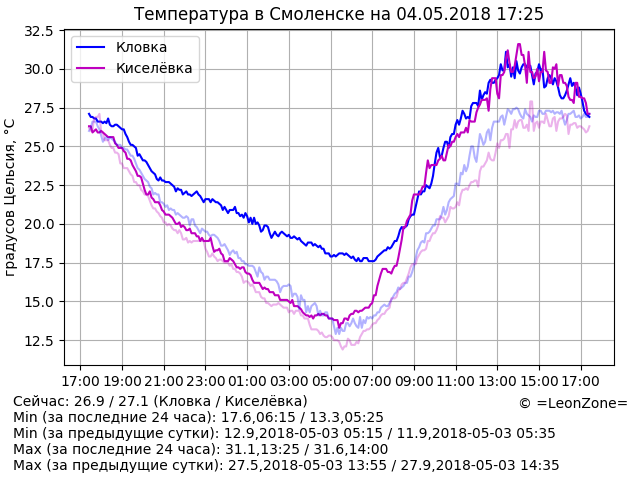 Температура в Смоленске на 04.05.2018 17:25
Кловка
Киселёвка
градусов Цельсия, °C
32.5
30.0
27.5
25.0
22.5
20.0
17.5
15.0
12.5
17:00 19:00 21:00 23:00 01:00 03:00 05:00 07:00 09:00 11:00 13:00 15:00 17:00
Сейчас: 26.9 / 27.1 (Кловка / Киселёвка)
© =LeonZone=
Min (за последние 24 часа): 17.6,06:15 / 13.3,05:25
Min (за предыдущие сутки): 12.9,2018-05-03 05:15 / 11.9,2018-05-03 05:35
Max (за последние 24 часа): 31.1,13:25 / 31.6,14:00
Max (за предыдущие сутки): 27.5,2018-05-03 13:55 / 27.9,2018-05-03 14:35